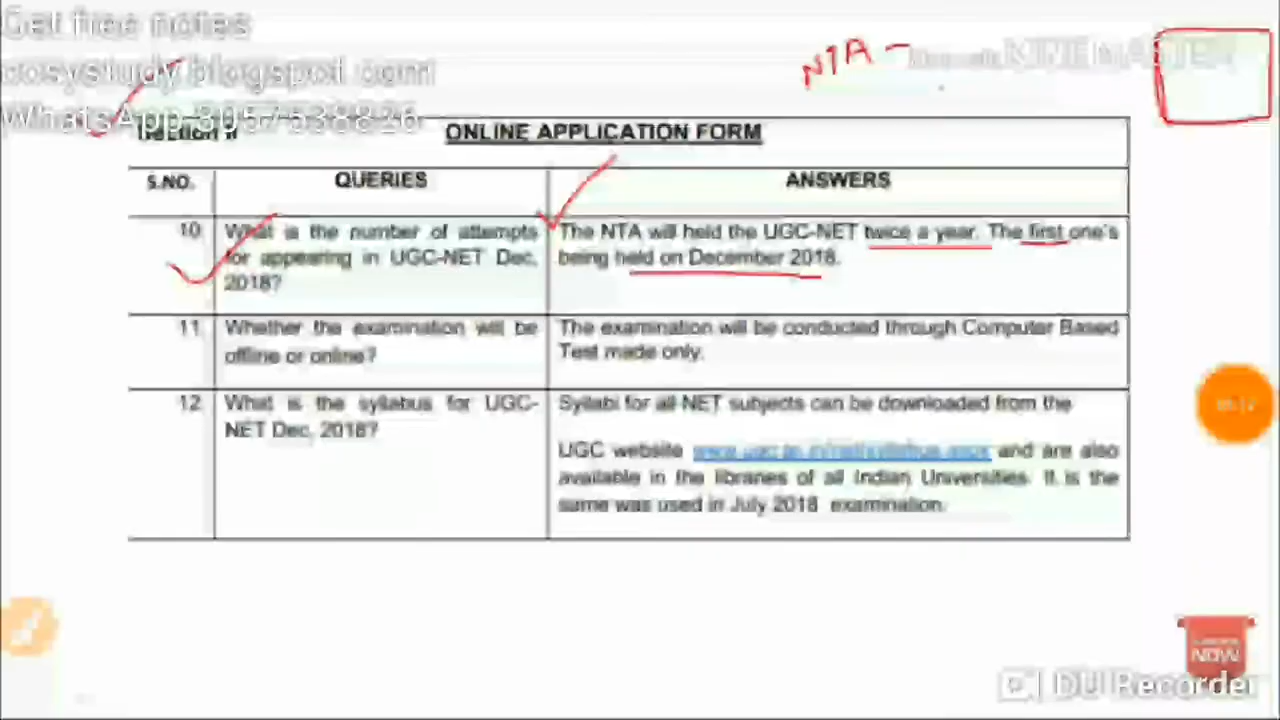 Get free notes
WhatsApp
NTA -
Section II
ONLINE APPLICATION FORM
S.NO. QUERIES ANSWERS
10 What is the number of attempts for appearing in UGC-NET Dec, 2018?
The NTA will held the UGC-NET twice a year. The first one's
being held on December 2018.
11 Whether the examination will be
offline or online?
The examination will be conducted through Computer Based
Test made only.
12 What is the syllabus for UGC-
NET Dec, 2018?
Syllabi for all NET subjects can be downloaded from the
UGC website and are also
available in the libraries of all Indian Universities. It is the
same was used in July 2018 examination.
NOW
DU Recorder